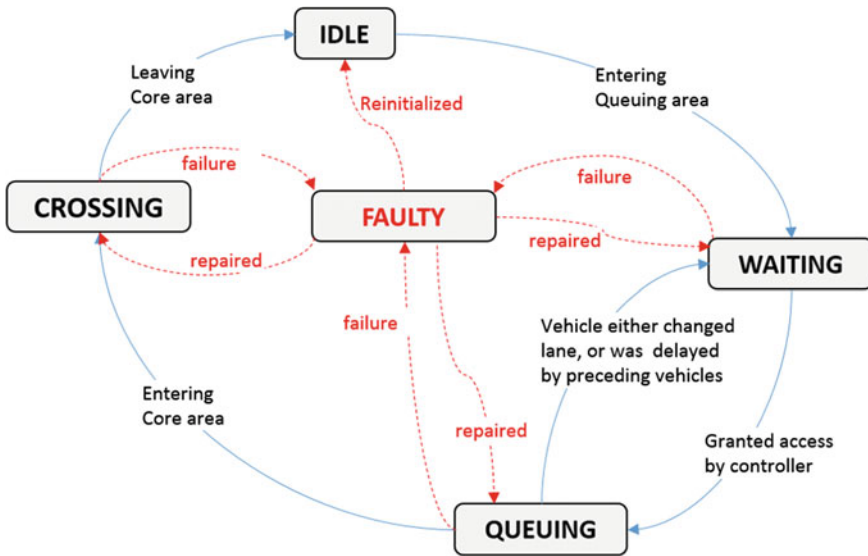 IDLE
Leaving
Core area
Entering
Queuing area
Reinitialized
failure
failure
CROSSING
FAULTY
repaired
repaired
WAITING
failure
Vehicle either changed
lane, or was delayed
by preceding vehicles
Entering
Core area
repaired
Granted access
by controller
QUEUING